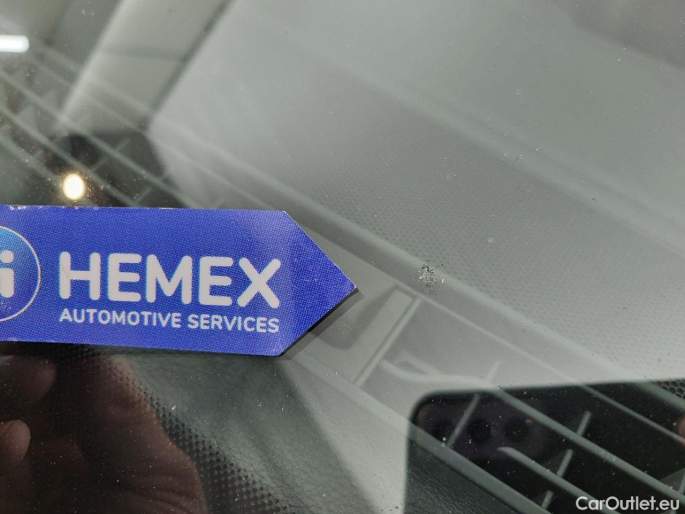 i HEMEX
AUTOMOTIVE SERVICES
CarOutlet.eu